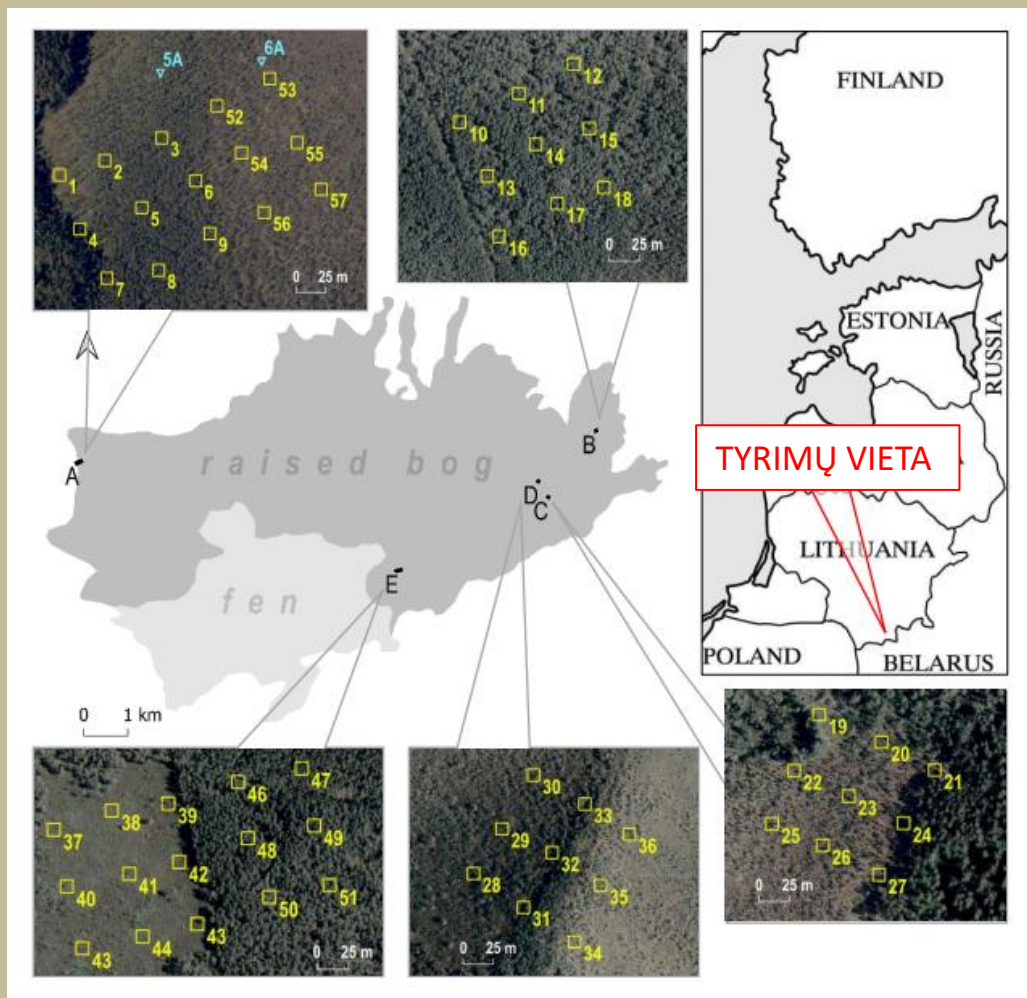 5A
6A
53
52
3
55
54
2
1
6
57
5
56
4
9
8
7
0 25 m
12
11
10
15
14
13
18
17
16
0 25 m
FINLAND
ESTONIA
RUSSIA
TYRIMŲ VIETA
LITHUANIA
POLAND
BELARUS
raised bog
fen
A
B
D
C
E
0 1 km
47
46
39
38
37
49
48
42
41
40
51
50
43
44
43
0 25 m
30
33
29
36
32
28
35
31
34
0 25 m
19
20
22
21
23
25
24
26
27
0 25 m